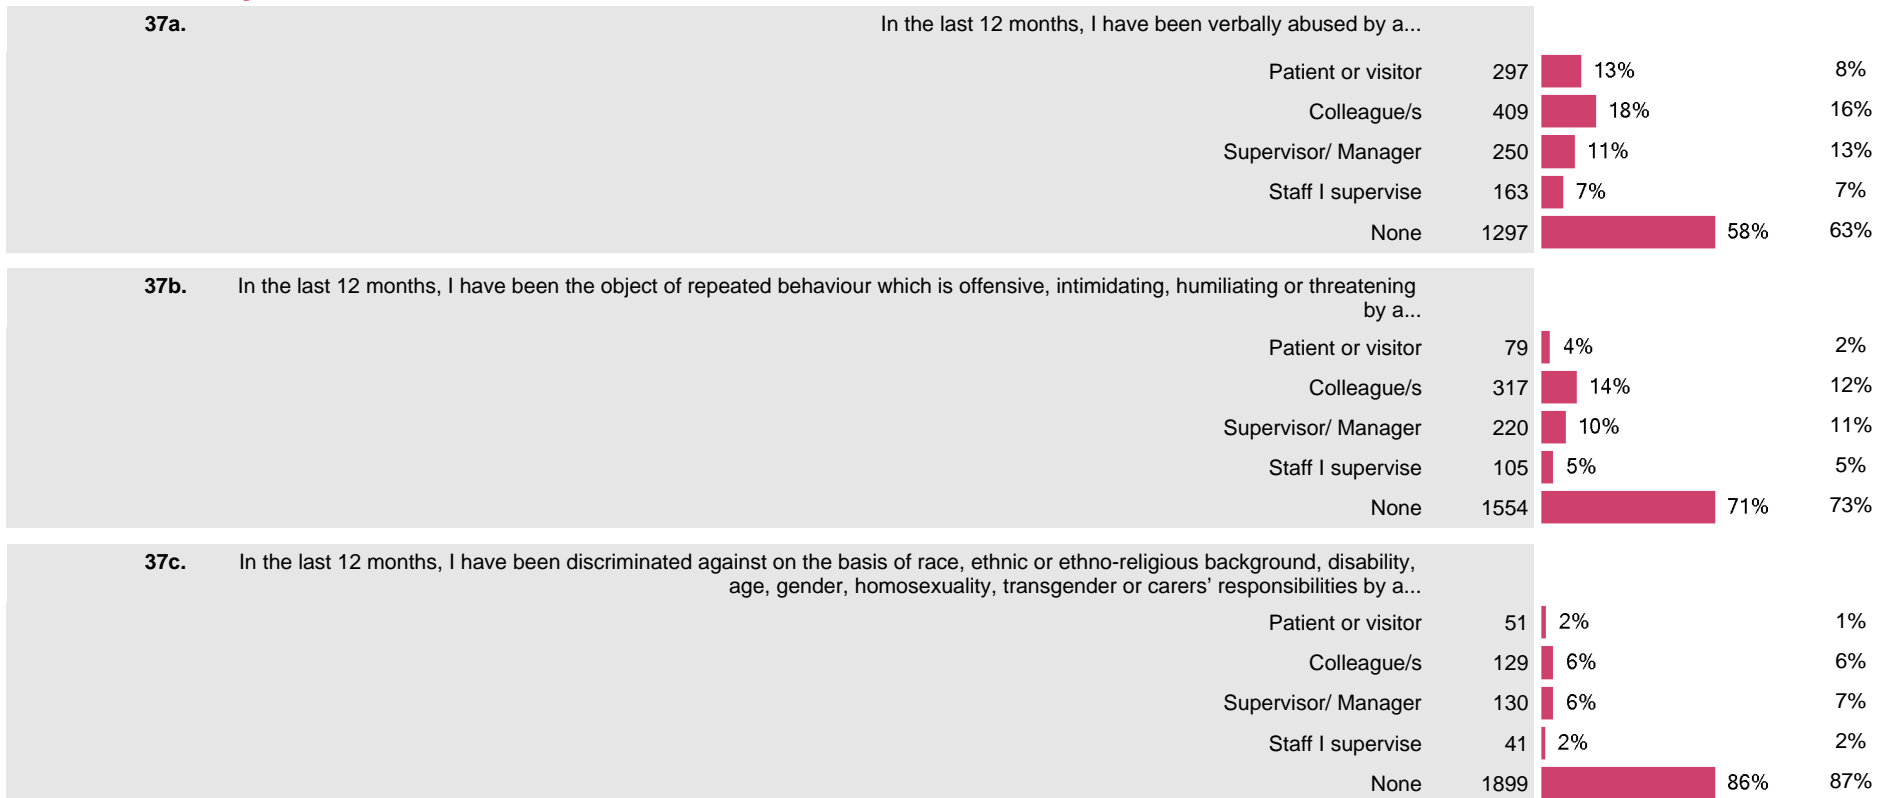 37a. In the last 12 months, I have been verbally abused by a...
Patient or visitor 297 13% 8%
Colleague/s 409 18% 16%
Supervisor/ Manager 250 11% 13%
Staff I supervise 163 7% 7%
None 1297 58% 63%
37b. In the last 12 months, I have been the object of repeated behaviour which is offensive, intimidating, humiliating or threatening
by a...
Patient or visitor 79 4% 2%
Colleague/s 317 14% 12%
Supervisor/ Manager 220 10% 11%
Staff I supervise 105 5% 5%
None 1554 71% 73%
37c. In the last 12 months, I have been discriminated against on the basis of race, ethnic or ethno-religious background, disability,
age, gender, homosexuality, transgender or carers’ responsibilities by a...
Patient or visitor 51 2% 1%
Colleague/s 129 6% 6%
Supervisor/ Manager 130 6% 7%
Staff I supervise 41 2% 2%
None 1899 86% 87%